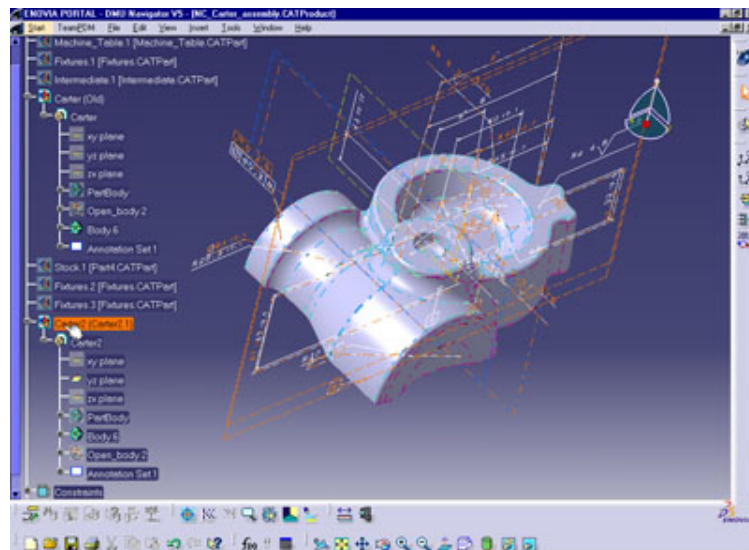 ENOVIA PORTAL - DMU Navigator V5 - [NC_Carter_assembly.CATProduct]
Start TeamPDM File Edit View Insert Tools Window Help
Machine_Table.1 [Machine_Table.CATPart]
Fixtures.1 [Fixtures.CATPart]
Intermediate.1 [Intermediate.CATPart]
Carter (Old)
Carter
xy plane
yz plane
zx plane
PartBody
Open_body.2
Body.6
Annotation Set.1
Stock.1 [Part4.CATPart]
Fixtures.2 [Fixtures.CATPart]
Fixtures.3 [Fixtures.CATPart]
Carter2 (Carter2.1)
Carter2
xy plane
yz plane
zx plane
PartBody
Body.6
Open_body.2
Annotation Set.1
Constraints
ENOVIA